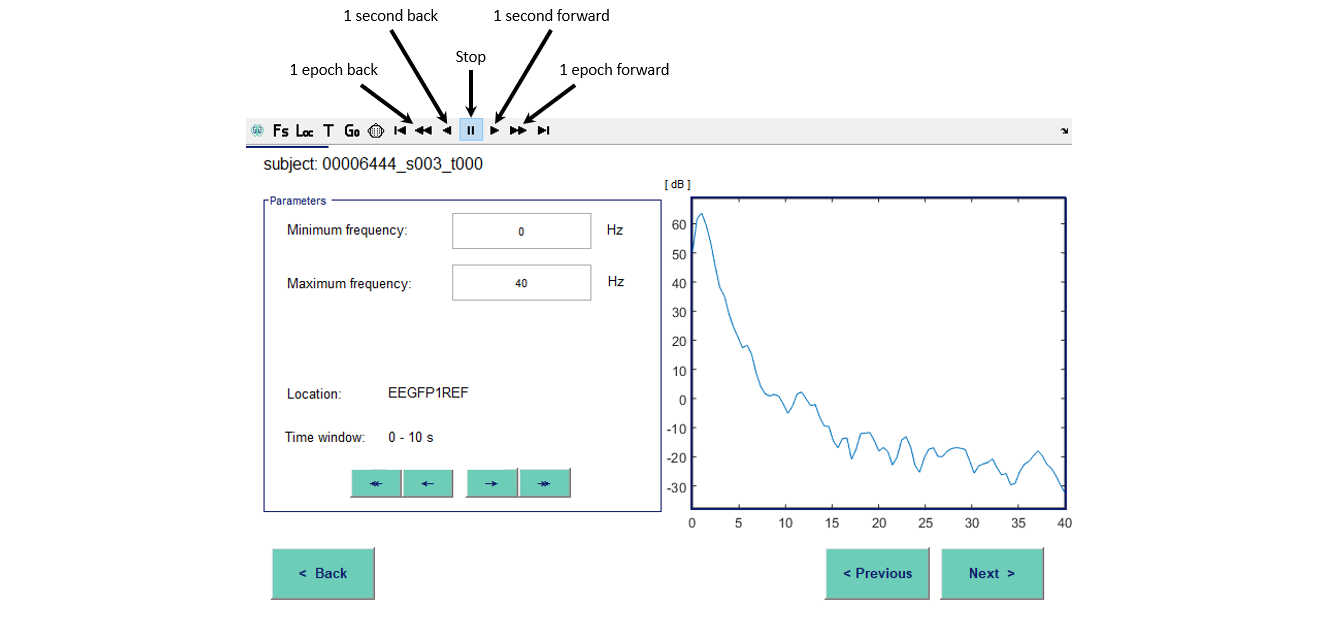 1 second back
1 second forward
Stop
1 epoch back
1 epoch forward
Fs Loc T Go
subject: 00006444_s003_t000
[ dB ]
Parameters
Minimum frequency: 0 Hz
Maximum frequency: 40 Hz
Location: EEGFP1REF
Time window: 0 - 10 s
60
50
40
30
20
10
0
-10
-20
-30
0 5 10 15 20 25 30 35 40
< Back
< Previous
Next >